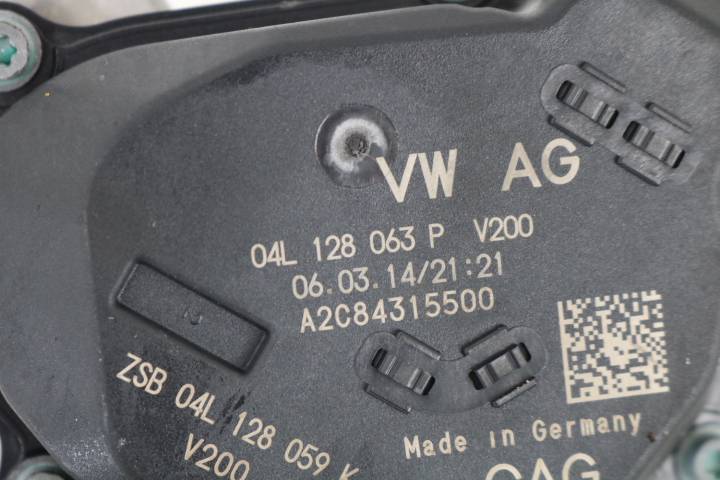 VW AG
04L 128 063 P V200
06.03.14/21:21
A2C84315500
ZSB 04L 128 059 K
V200
Made in Germany
CAG